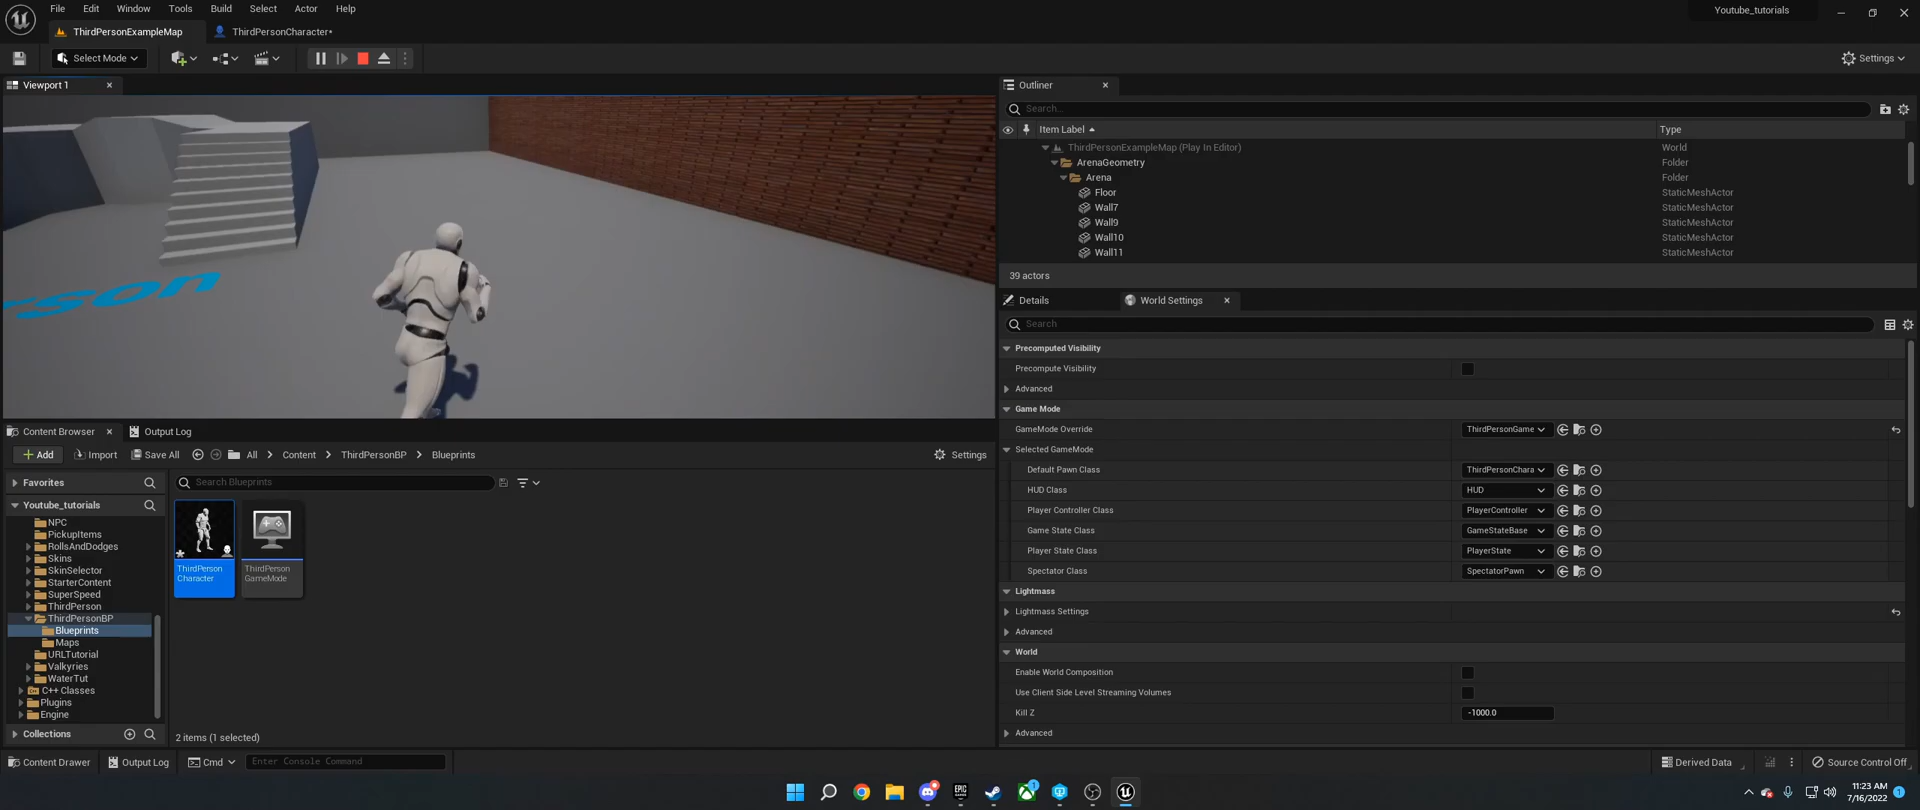 File Edit Window Tools Build Select Actor Help
Youtube_tutorials
ThirdPersonExampleMap
ThirdPersonCharacter*
Select Mode
Settings
Viewport 1
rson
Outliner
Search...
Item Label Type
ThirdPersonExampleMap (Play In Editor) World
ArenaGeometry Folder
Arena Folder
Floor StaticMeshActor
Wall7 StaticMeshActor
Wall9 StaticMeshActor
Wall10 StaticMeshActor
Wall11 StaticMeshActor
39 actors
Details
World Settings
Search
Precomputed Visibility
Precompute Visibility
Advanced
Game Mode
GameMode Override ThirdPersonGame
Selected GameMode
Default Pawn Class ThirdPersonChara
HUD Class HUD
Player Controller Class PlayerController
Game State Class GameStateBase
Player State Class PlayerState
Spectator Class SpectatorPawn
Lightmass
Lightmass Settings
Advanced
World
Enable World Composition
Use Client Side Level Streaming Volumes
Kill Z -1000.0
Advanced
Content Browser
Output Log
Add Import Save All All Content ThirdPersonBP Blueprints Settings
Favorites
Search Blueprints
Youtube_tutorials
NPC
PickupItems
RollsAndDodges
Skins
SkinSelector
StarterContent
SuperSpeed
ThirdPerson
ThirdPersonBP
Blueprints
Maps
URLTutorial
Valkyries
WaterTut
C++ Classes
Plugins
Engine
Collections
ThirdPerson
Character
ThirdPerson
GameMode
2 items (1 selected)
Content Drawer Output Log Cmd Enter Console Command
Derived Data
Source Control Off
EPIC
GAMES
1
11:23 AM
7/16/2022
1